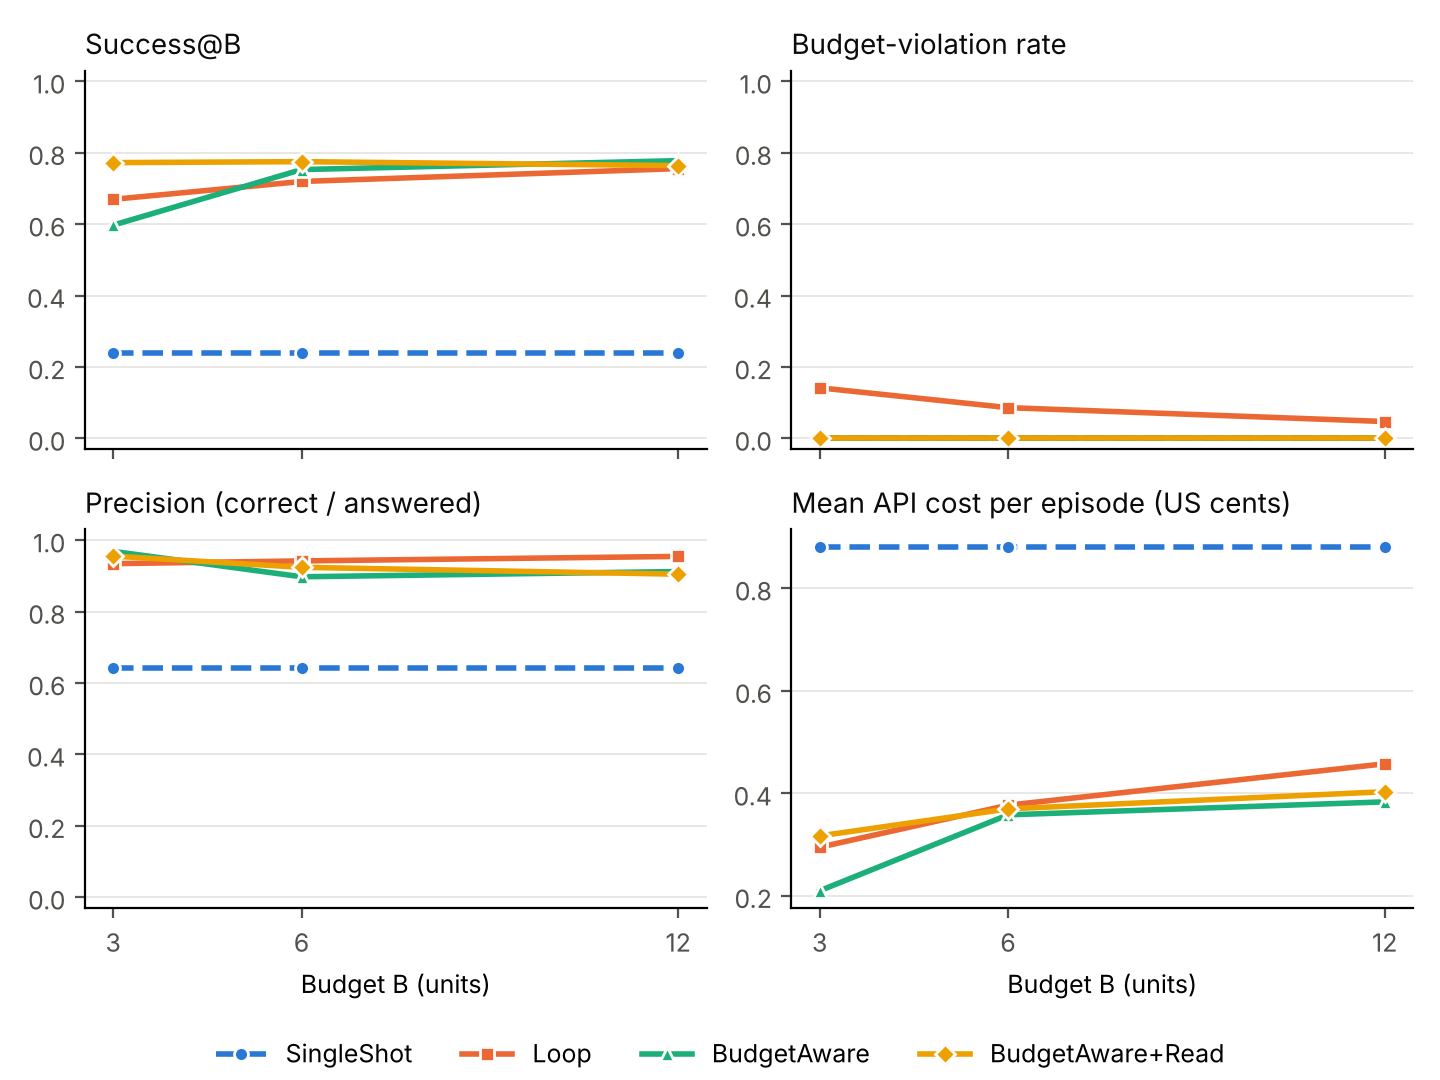 Success@B
1.0
0.8
0.6
0.4
0.2
0.0
Budget-violation rate
1.0
0.8
0.6
0.4
0.2
0.0
Precision (correct / answered)
1.0
0.8
0.6
0.4
0.2
0.0
3 6 12
Budget B (units)
Mean API cost per episode (US cents)
0.8
0.6
0.4
0.2
3 6 12
Budget B (units)
SingleShot Loop BudgetAware BudgetAware+Read